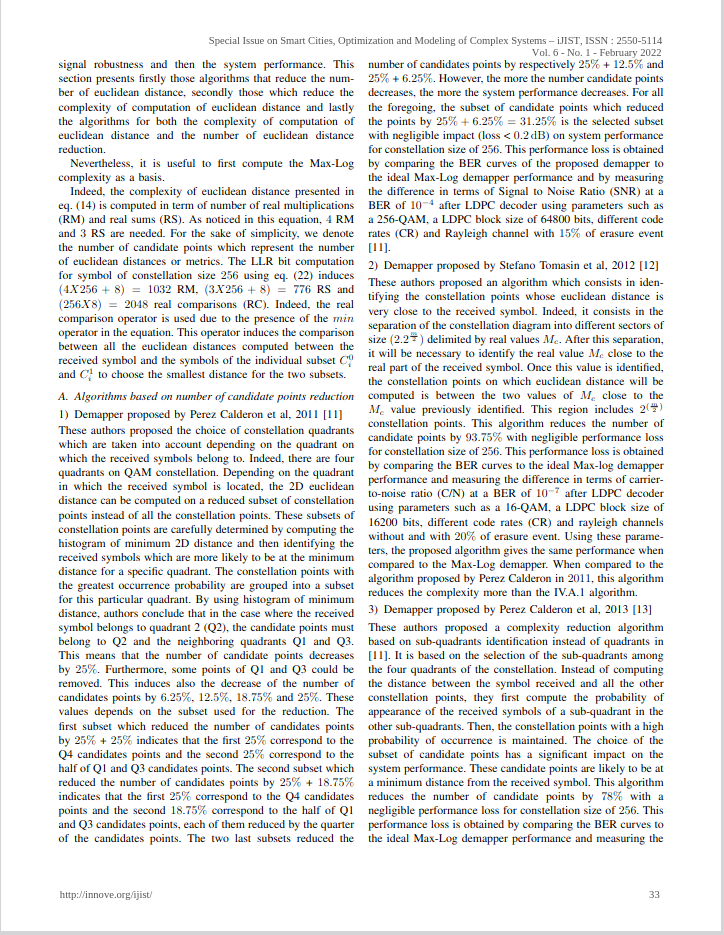 Special Issue on Smart Cities, Optimization and Modeling of Complex Systems – iJIST, ISSN : 2550-5114
Vol. 6 - No. 1 - February 2022
signal robustness and then the system performance. This
section presents firstly those algorithms that reduce the num-
ber of euclidean distance, secondly those which reduce the
complexity of computation of euclidean distance and lastly
the algorithms for both the complexity of computation of
euclidean distance and the number of euclidean distance
reduction.
Nevertheless, it is useful to first compute the Max-Log
complexity as a basis.
Indeed, the complexity of euclidean distance presented in
eq. (14) is computed in term of number of real multiplications
(RM) and real sums (RS). As noticed in this equation, 4 RM
and 3 RS are needed. For the sake of simplicity, we denote
the number of candidate points which represent the number
of euclidean distances or metrics. The LLR bit computation
for symbol of constellation size 256 using eq. (22) induces
(4X256 + 8) = 1032 RM, (3X256 + 8) = 776 RS and
(256X8) = 2048 real comparisons (RC). Indeed, the real
comparison operator is used due to the presence of the min
operator in the equation. This operator induces the comparison
between all the euclidean distances computed between the
received symbol and the symbols of the individual subset C_i^0
and C_i^1 to choose the smallest distance for the two subsets.
A. Algorithms based on number of candidate points reduction
1) Demapper proposed by Perez Calderon et al, 2011 [11]
These authors proposed the choice of constellation quadrants
which are taken into account depending on the quadrant on
which the received symbols belong to. Indeed, there are four
quadrants on QAM constellation. Depending on the quadrant
in which the received symbol is located, the 2D euclidean
distance can be computed on a reduced subset of constellation
points instead of all the constellation points. These subsets of
constellation points are carefully determined by computing the
histogram of minimum 2D distance and then identifying the
received symbols which are more likely to be at the minimum
distance for a specific quadrant. The constellation points with
the greatest occurrence probability are grouped into a subset
for this particular quadrant. By using histogram of minimum
distance, authors conclude that in the case where the received
symbol belongs to quadrant 2 (Q2), the candidate points must
belong to Q2 and the neighboring quadrants Q1 and Q3.
This means that the number of candidate points decreases
by 25%. Furthermore, some points of Q1 and Q3 could be
removed. This induces also the decrease of the number of
candidates points by 6.25%, 12.5%, 18.75% and 25%. These
values depends on the subset used for the reduction. The
first subset which reduced the number of candidates points
by 25% + 25% indicates that the first 25% correspond to the
Q4 candidates points and the second 25% correspond to the
half of Q1 and Q3 candidates points. The second subset which
reduced the number of candidates points by 25% + 18.75%
indicates that the first 25% correspond to the Q4 candidates
points and the second 18.75% correspond to the half of Q1
and Q3 candidates points, each of them reduced by the quarter
of the candidates points. The two last subsets reduced the
number of candidates points by respectively 25% + 12.5% and
25% + 6.25%. However, the more the number candidate points
decreases, the more the system performance decreases. For all
the foregoing, the subset of candidate points which reduced
the points by 25% + 6.25% = 31.25% is the selected subset
with negligible impact (loss < 0.2 dB) on system performance
for constellation size of 256. This performance loss is obtained
by comparing the BER curves of the proposed demapper to
the ideal Max-Log demapper performance and by measuring
the difference in terms of Signal to Noise Ratio (SNR) at a
BER of 10^−4 after LDPC decoder using parameters such as
a 256-QAM, a LDPC block size of 64800 bits, different code
rates (CR) and Rayleigh channel with 15% of erasure event
[11].
2) Demapper proposed by Stefano Tomasin et al, 2012 [12]
These authors proposed an algorithm which consists in iden-
tifying the constellation points whose euclidean distance is
very close to the received symbol. Indeed, it consists in the
separation of the constellation diagram into different sectors of
size (2.2^{m/2}) delimited by real values M_c. After this separation,
it will be necessary to identify the real value M_c close to the
real part of the received symbol. Once this value is identified,
the constellation points on which euclidean distance will be
computed is between the two values of M_c close to the
M_c value previously identified. This region includes 2^(m/2)
constellation points. This algorithm reduces the number of
candidate points by 93.75% with negligible performance loss
for constellation size of 256. This performance loss is obtained
by comparing the BER curves to the ideal Max-log demapper
performance and measuring the difference in terms of carrier-
to-noise ratio (C/N) at a BER of 10^−7 after LDPC decoder
using parameters such as a 16-QAM, a LDPC block size of
16200 bits, different code rates (CR) and rayleigh channels
without and with 20% of erasure event. Using these parame-
ters, the proposed algorithm gives the same performance when
compared to the Max-Log demapper. When compared to the
algorithm proposed by Perez Calderon in 2011, this algorithm
reduces the complexity more than the IV.A.1 algorithm.
3) Demapper proposed by Perez Calderon et al, 2013 [13]
These authors proposed a complexity reduction algorithm
based on sub-quadrants identification instead of quadrants in
[11]. It is based on the selection of the sub-quadrants among
the four quadrants of the constellation. Instead of computing
the distance between the symbol received and all the other
constellation points, they first compute the probability of
appearance of the received symbols of a sub-quadrant in the
other sub-quadrants. Then, the constellation points with a high
probability of occurrence is maintained. The choice of the
subset of candidate points has a significant impact on the
system performance. These candidate points are likely to be at
a minimum distance from the received symbol. This algorithm
reduces the number of candidate points by 78% with a
negligible performance loss for constellation size of 256. This
performance loss is obtained by comparing the BER curves to
the ideal Max-Log demapper performance and measuring the
http://innove.org/ijist/
33